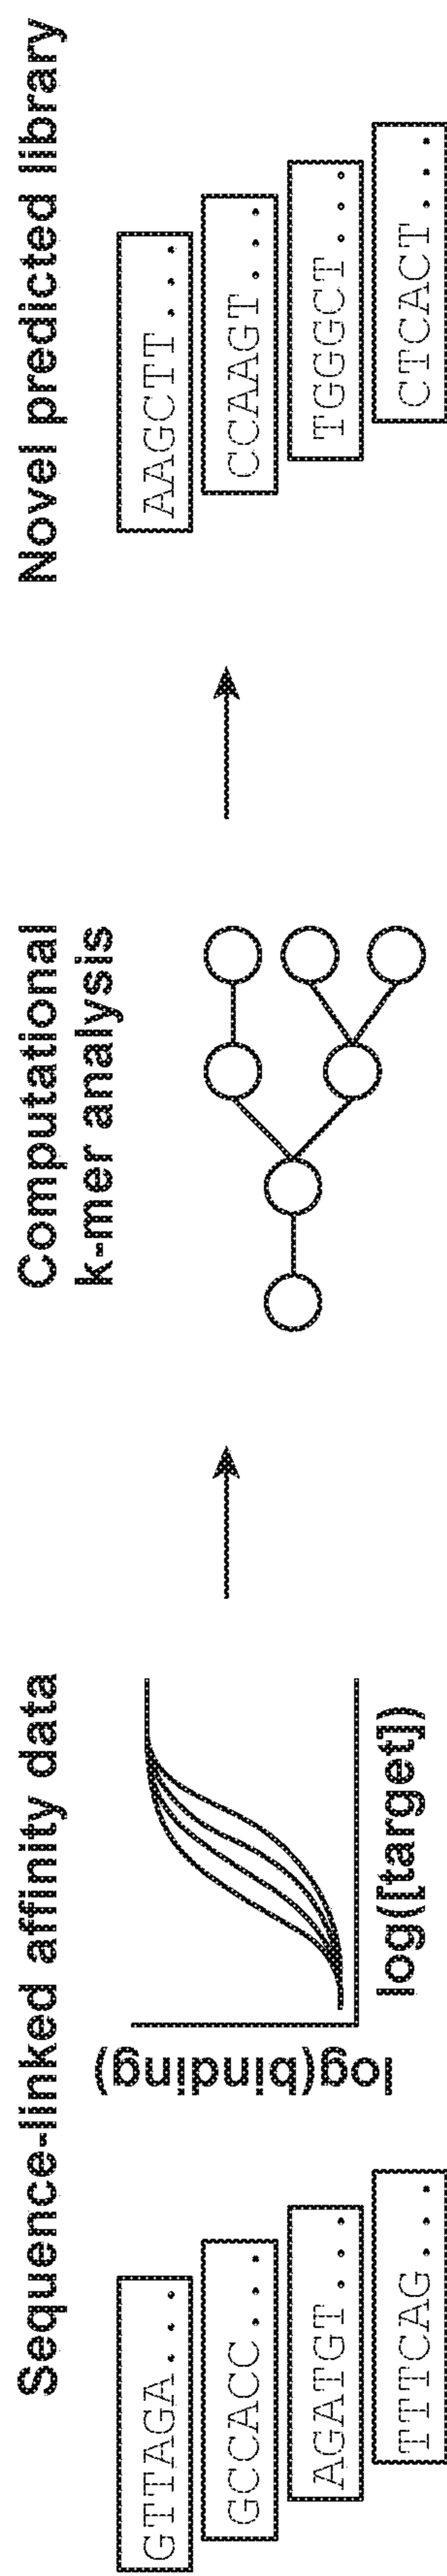 Sequence-linked affinity data
GTTAGA...
GCCACC...
AGATGT...
TTTCAG...
log(binding)
log([target])
Computational
k-mer analysis
Novel predicted library
AAGCTT...
CCAAGT...
TGGGCT...
CTCACT...